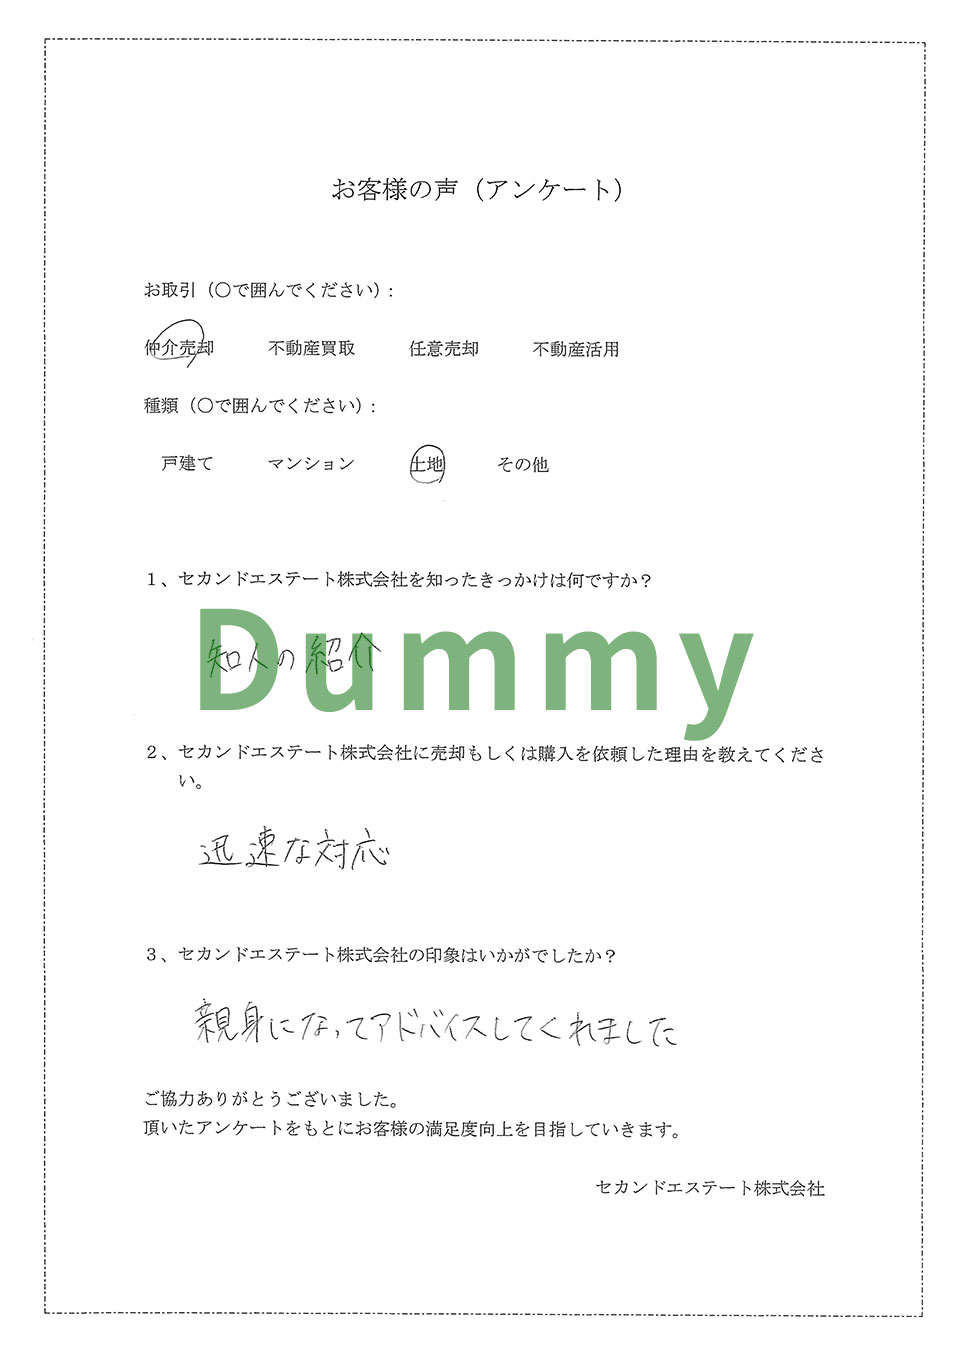 お客様の声（アンケート）
お取引（〇で囲んでください）:
仲介売却 不動産買取 任意売却 不動産活用
種類（〇で囲んでください）:
戸建て マンション 土地 その他
１、セカンドエステート株式会社を知ったきっかけは何ですか？
Dummy
知人の紹介
２、セカンドエステート株式会社に売却もしくは購入を依頼した理由を教えてくださ
い。
迅速な対応
３、セカンドエステート株式会社の印象はいかがでしたか？
親身になってアドバイスしてくれました
ご協力ありがとうございました。
頂いたアンケートをもとにお客様の満足度向上を目指していきます。
セカンドエステート株式会社